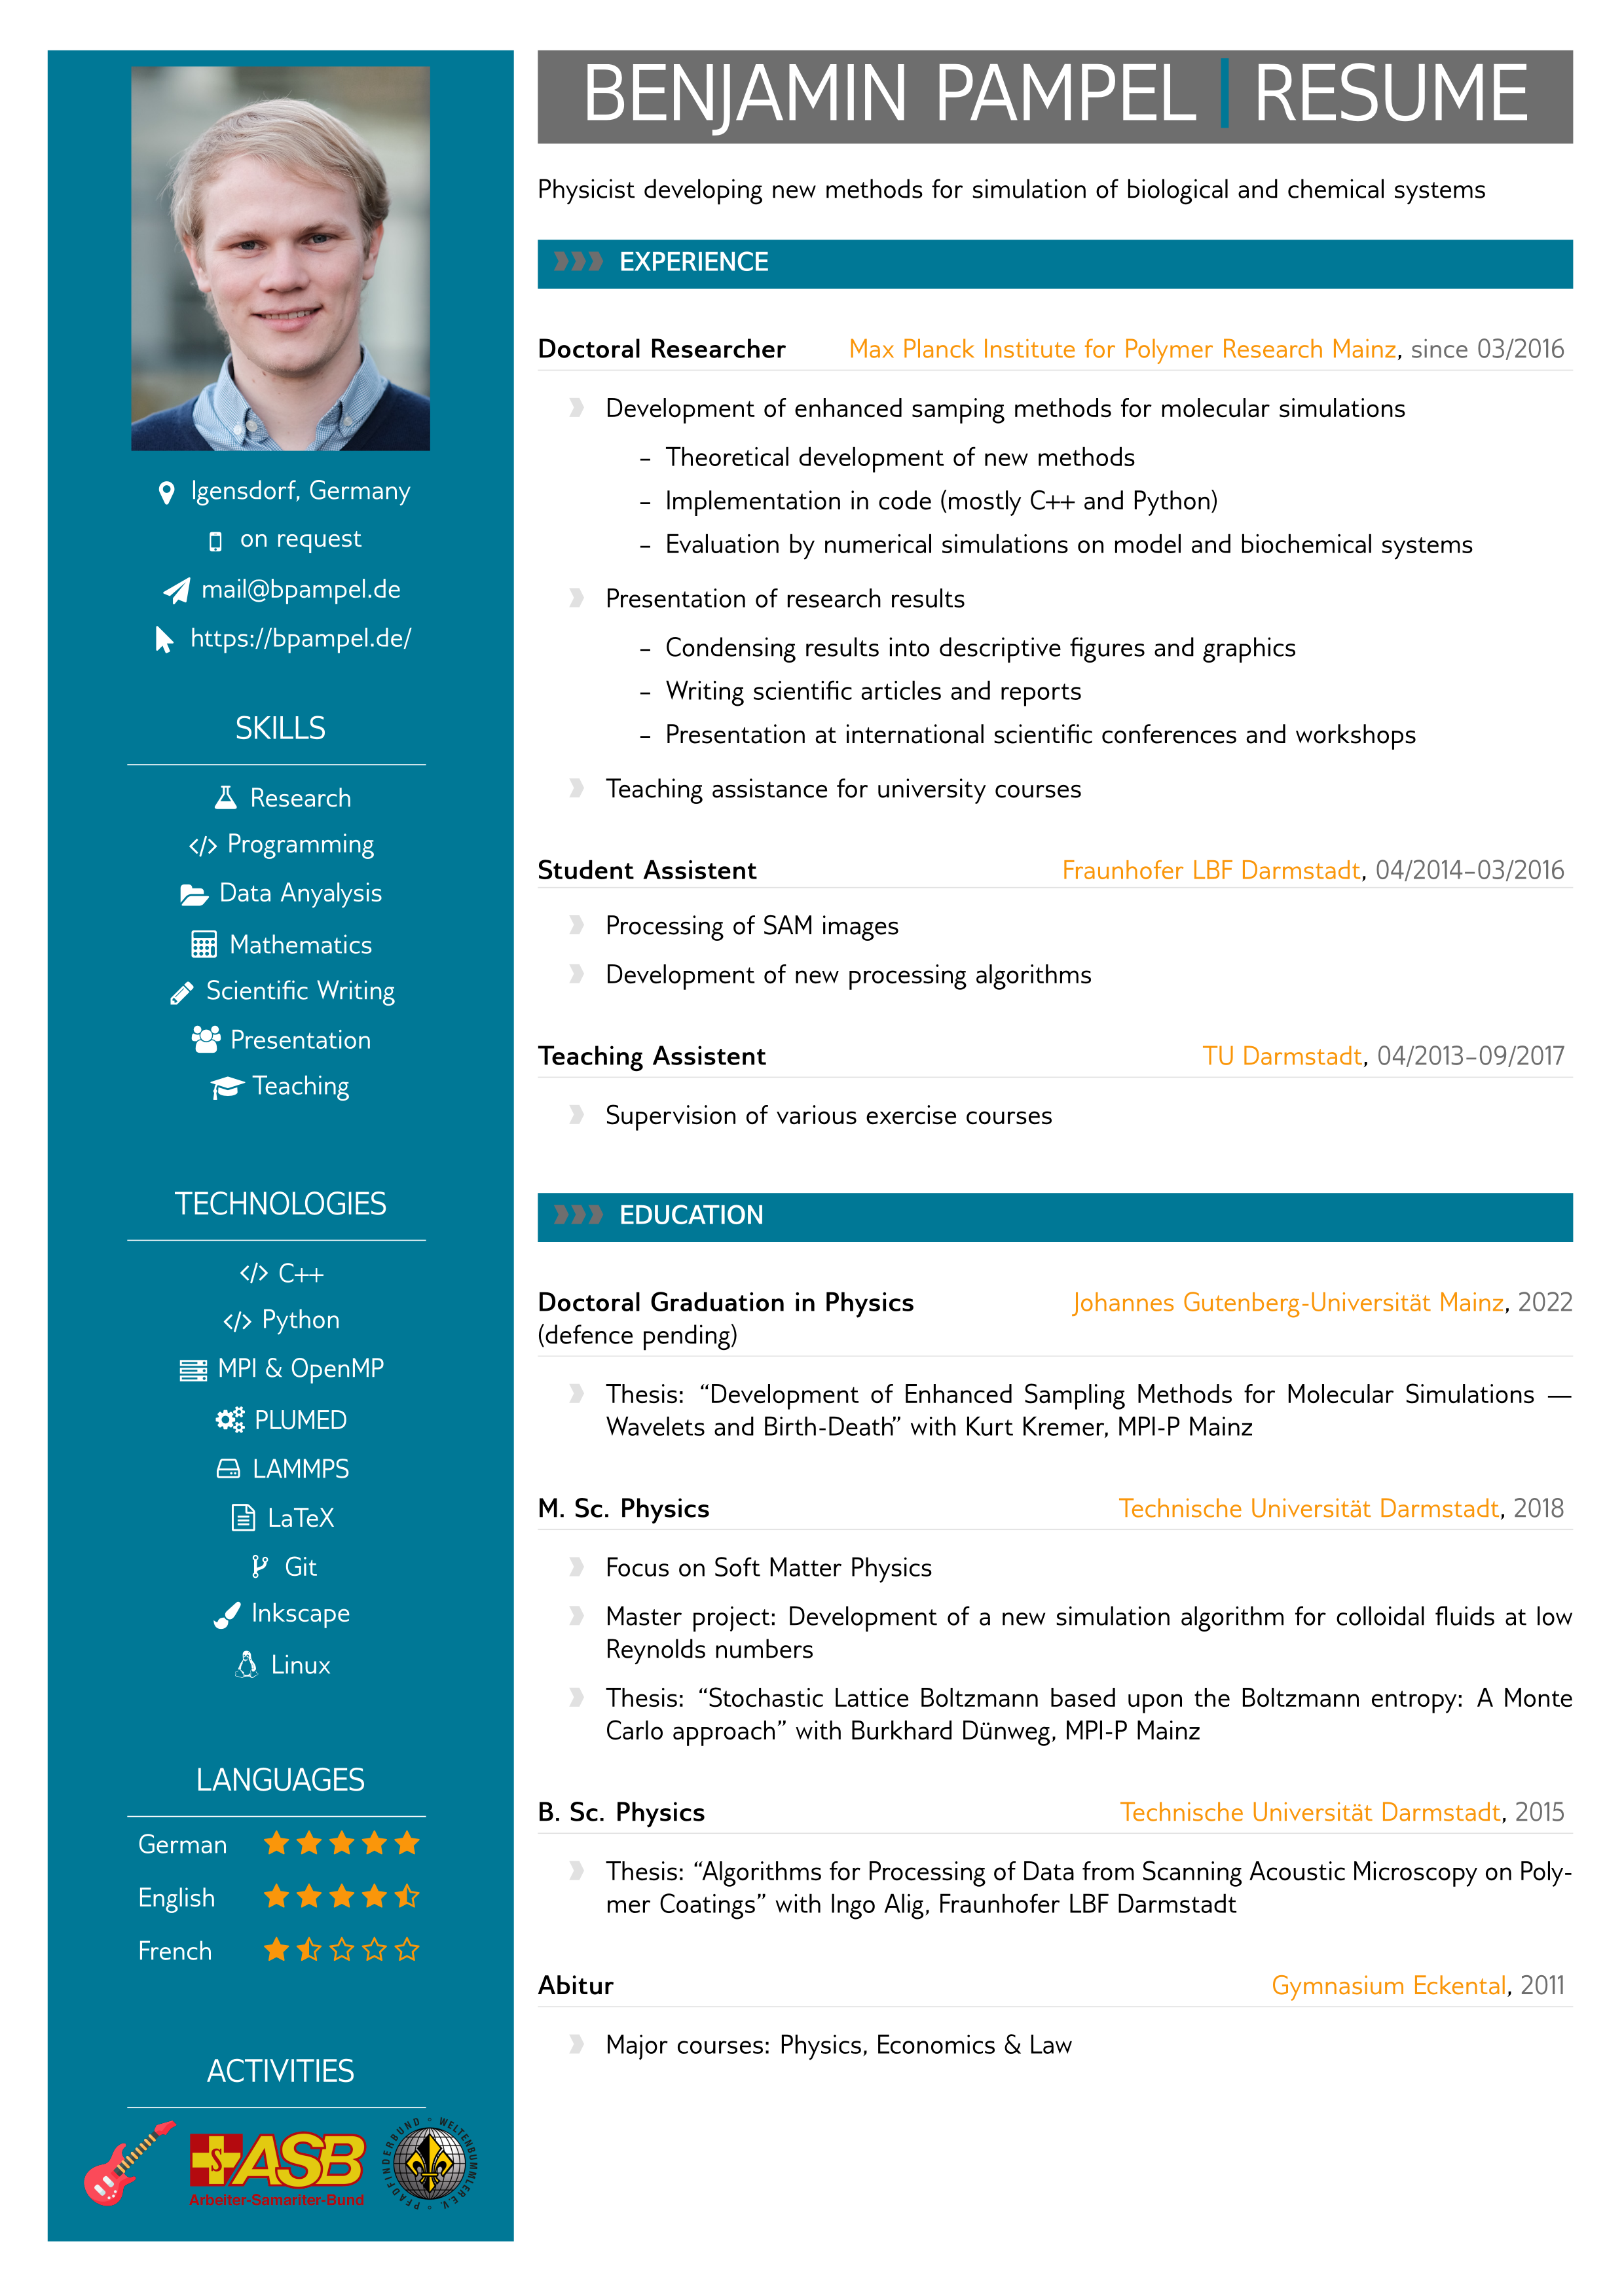 BENJAMIN PAMPEL | RESUME
Physicist developing new methods for simulation of biological and chemical systems
Igensdorf, Germany
on request
mail@bpampel.de
https://bpampel.de/
SKILLS
Research
Programming
Data Anyalysis
Mathematics
Scientific Writing
Presentation
Teaching
TECHNOLOGIES
C++
Python
MPI & OpenMP
PLUMED
LAMMPS
LaTeX
Git
Inkscape
Linux
LANGUAGES
German
English
French
ACTIVITIES
S ASB
Arbeiter-Samariter-Bund
PFADFINDERBUND WELTENBUMMLER E.V.
EXPERIENCE
Doctoral Researcher Max Planck Institute for Polymer Research Mainz, since 03/2016
Development of enhanced samping methods for molecular simulations
– Theoretical development of new methods
– Implementation in code (mostly C++ and Python)
– Evaluation by numerical simulations on model and biochemical systems
Presentation of research results
– Condensing results into descriptive figures and graphics
– Writing scientific articles and reports
– Presentation at international scientific conferences and workshops
Teaching assistance for university courses
Student Assistent Fraunhofer LBF Darmstadt, 04/2014–03/2016
Processing of SAM images
Development of new processing algorithms
Teaching Assistent TU Darmstadt, 04/2013–09/2017
Supervision of various exercise courses
EDUCATION
Doctoral Graduation in Physics Johannes Gutenberg-Universität Mainz, 2022
(defence pending)
Thesis: “Development of Enhanced Sampling Methods for Molecular Simulations —
Wavelets and Birth-Death” with Kurt Kremer, MPI-P Mainz
M. Sc. Physics Technische Universität Darmstadt, 2018
Focus on Soft Matter Physics
Master project: Development of a new simulation algorithm for colloidal fluids at low
Reynolds numbers
Thesis: “Stochastic Lattice Boltzmann based upon the Boltzmann entropy: A Monte
Carlo approach” with Burkhard Dünweg, MPI-P Mainz
B. Sc. Physics Technische Universität Darmstadt, 2015
Thesis: “Algorithms for Processing of Data from Scanning Acoustic Microscopy on Poly-
mer Coatings” with Ingo Alig, Fraunhofer LBF Darmstadt
Abitur Gymnasium Eckental, 2011
Major courses: Physics, Economics & Law